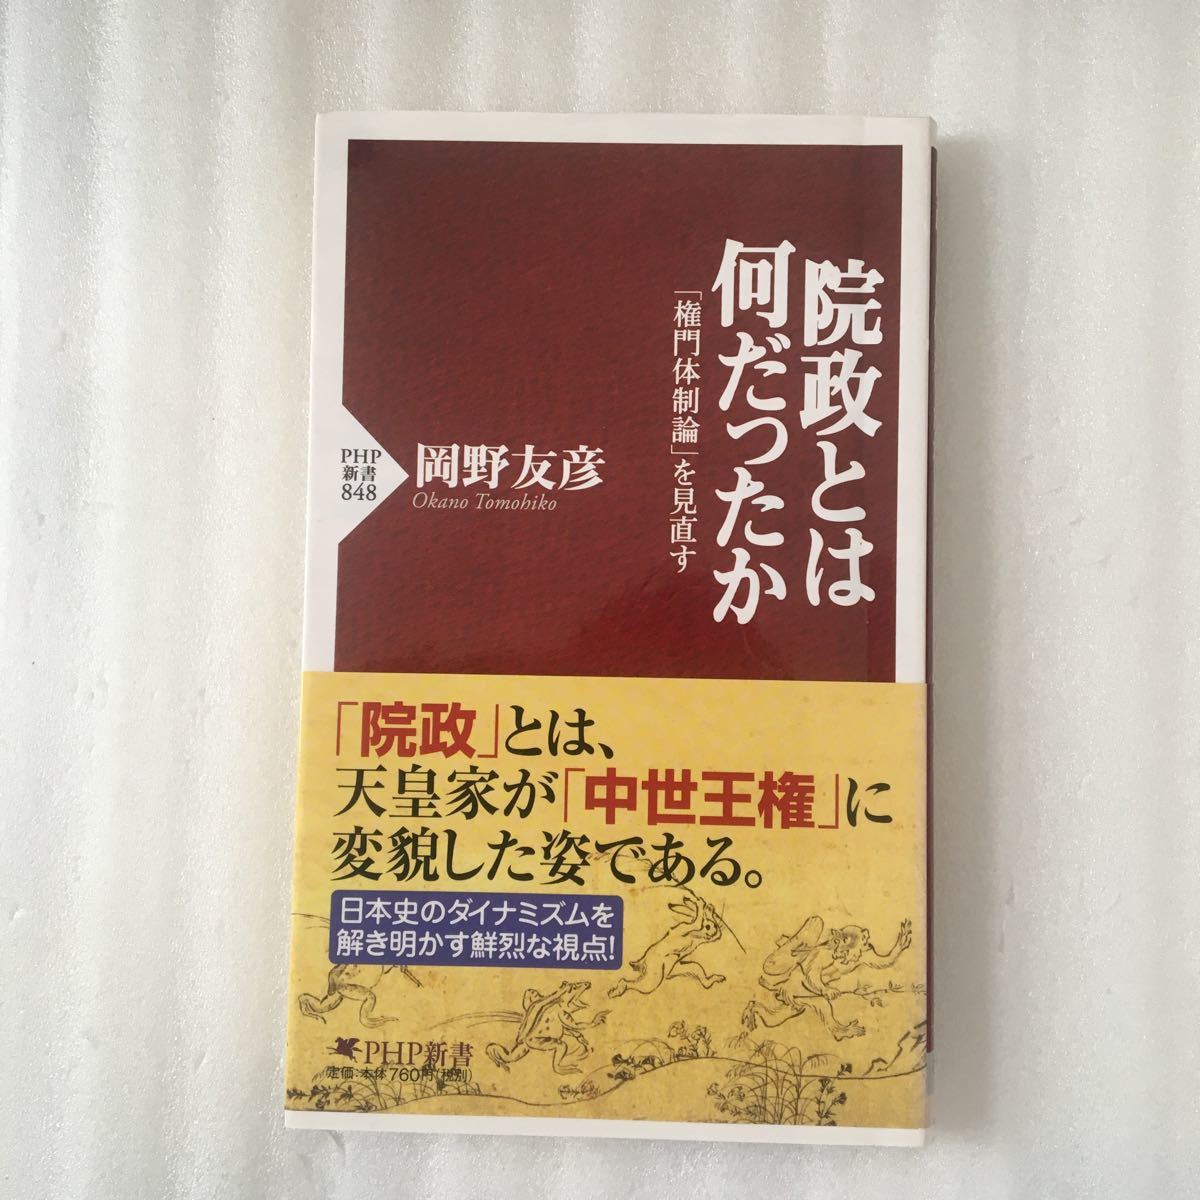 院政とは
何だったか
「権門体制論」を見直す
岡野友彦
Okano Tomohiko
PHP
新書
848
「院政」とは、
天皇家が「中世王権」に
変貌した姿である。
日本史のダイナミズムを
解き明かす鮮烈な視点!
PHP新書
定価:本体760円(税別)